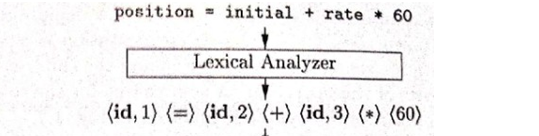 position = initial + rate * 60
Lexical Analyzer
⟨id, 1⟩ ⟨=⟩ ⟨id, 2⟩ ⟨+⟩ ⟨id, 3⟩ ⟨*⟩ ⟨60⟩